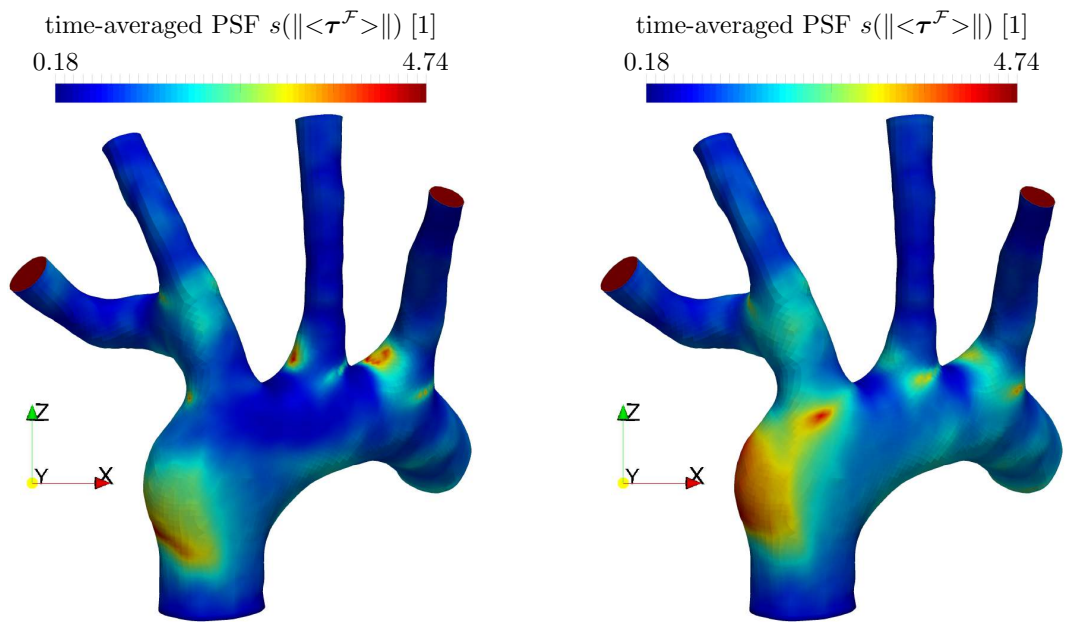 time-averaged PSF s(‖<τ^F>‖) [1]
0.18 4.74
Z
Y X
time-averaged PSF s(‖<τ^F>‖) [1]
0.18 4.74
Z
Y X